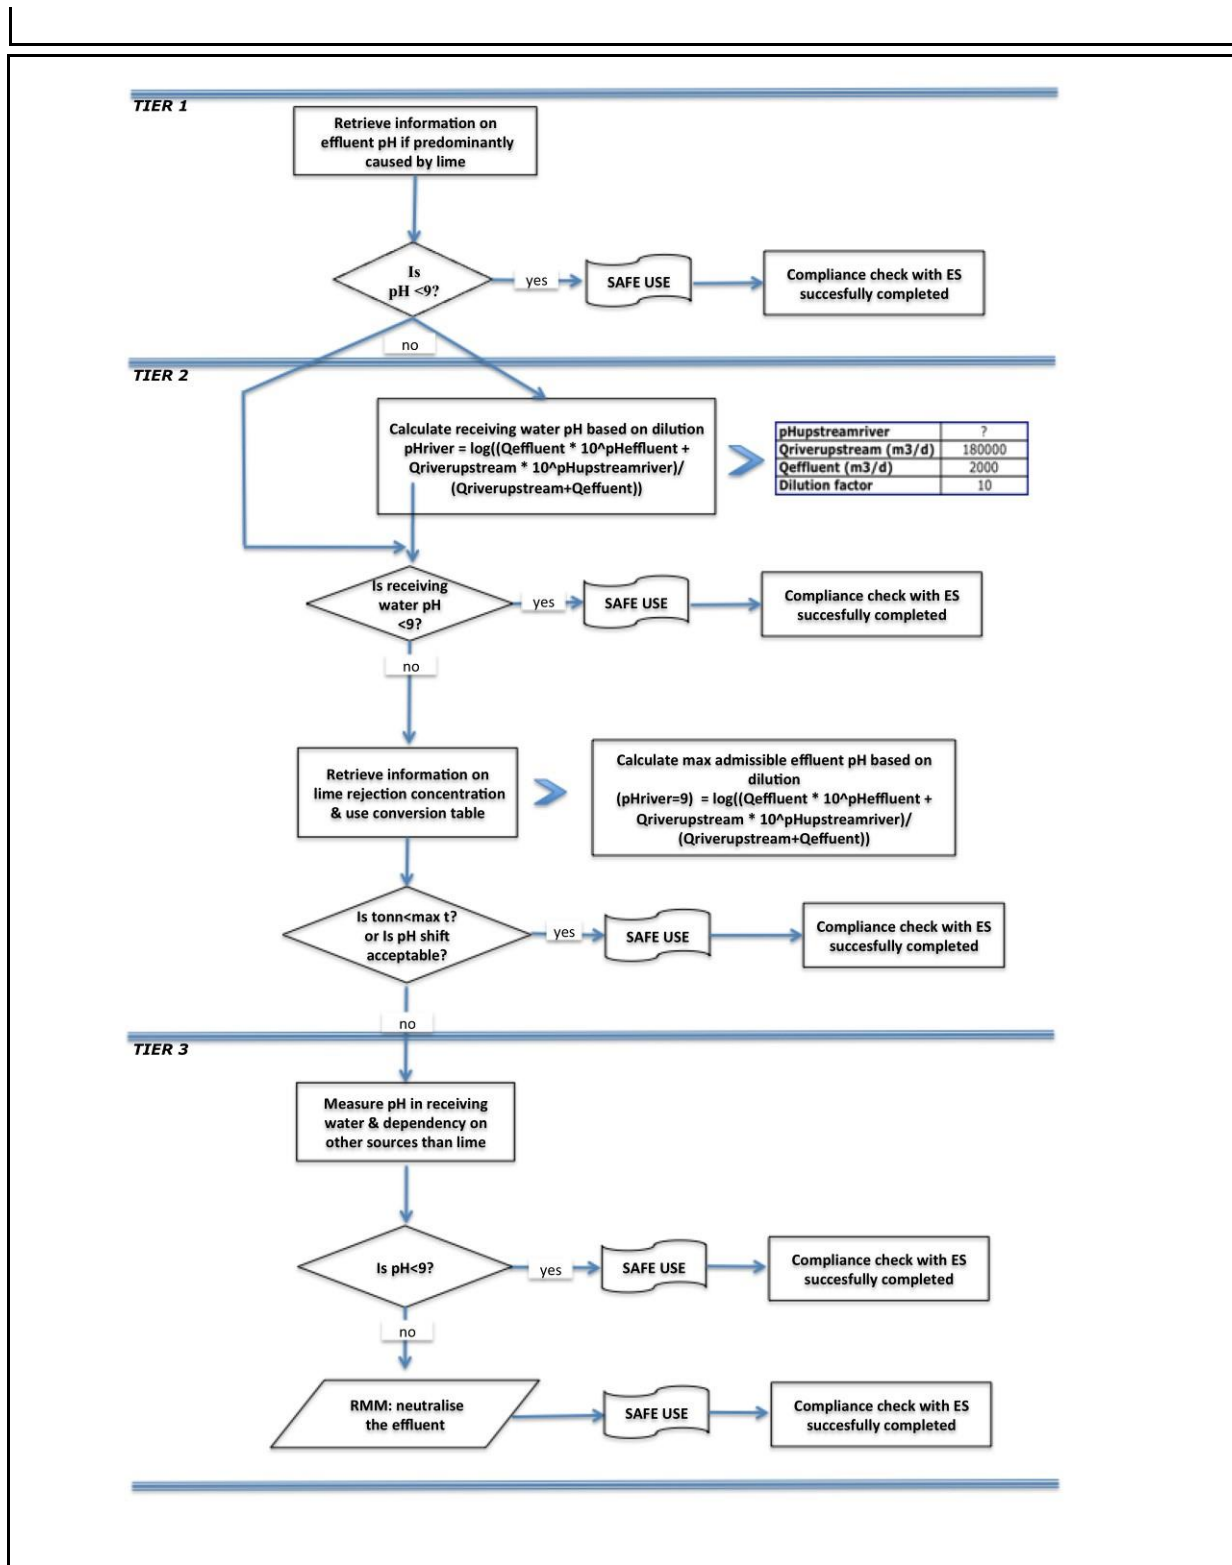 TIER 1
Retrieve information on
effluent pH if predominantly
caused by lime
Is
pH <9?
yes
SAFE USE
Compliance check with ES
succesfully completed
no
TIER 2
Calculate receiving water pH based on dilution
pHriver = log((Qeffluent * 10^pHeffluent +
Qriverupstream * 10^pHupstreamriver)/
(Qriverupstream+Qeffuent))
pHupstreamriver ?
Qriverupstream (m3/d) 180000
Qeffluent (m3/d) 2000
Dilution factor 10
Is receiving
water pH
<9?
yes
SAFE USE
Compliance check with ES
succesfully completed
no
Retrieve information on
lime rejection concentration
& use conversion table
Calculate max admissible effluent pH based on
dilution
(pHriver=9) = log((Qeffluent * 10^pHeffluent +
Qriverupstream * 10^pHupstreamriver)/
(Qriverupstream+Qeffuent))
Is tonn<max t?
or Is pH shift
acceptable?
yes
SAFE USE
Compliance check with ES
succesfully completed
no
TIER 3
Measure pH in receiving
water & dependency on
other sources than lime
Is pH<9?
yes
SAFE USE
Compliance check with ES
succesfully completed
no
RMM: neutralise
the effluent
SAFE USE
Compliance check with ES
succesfully completed